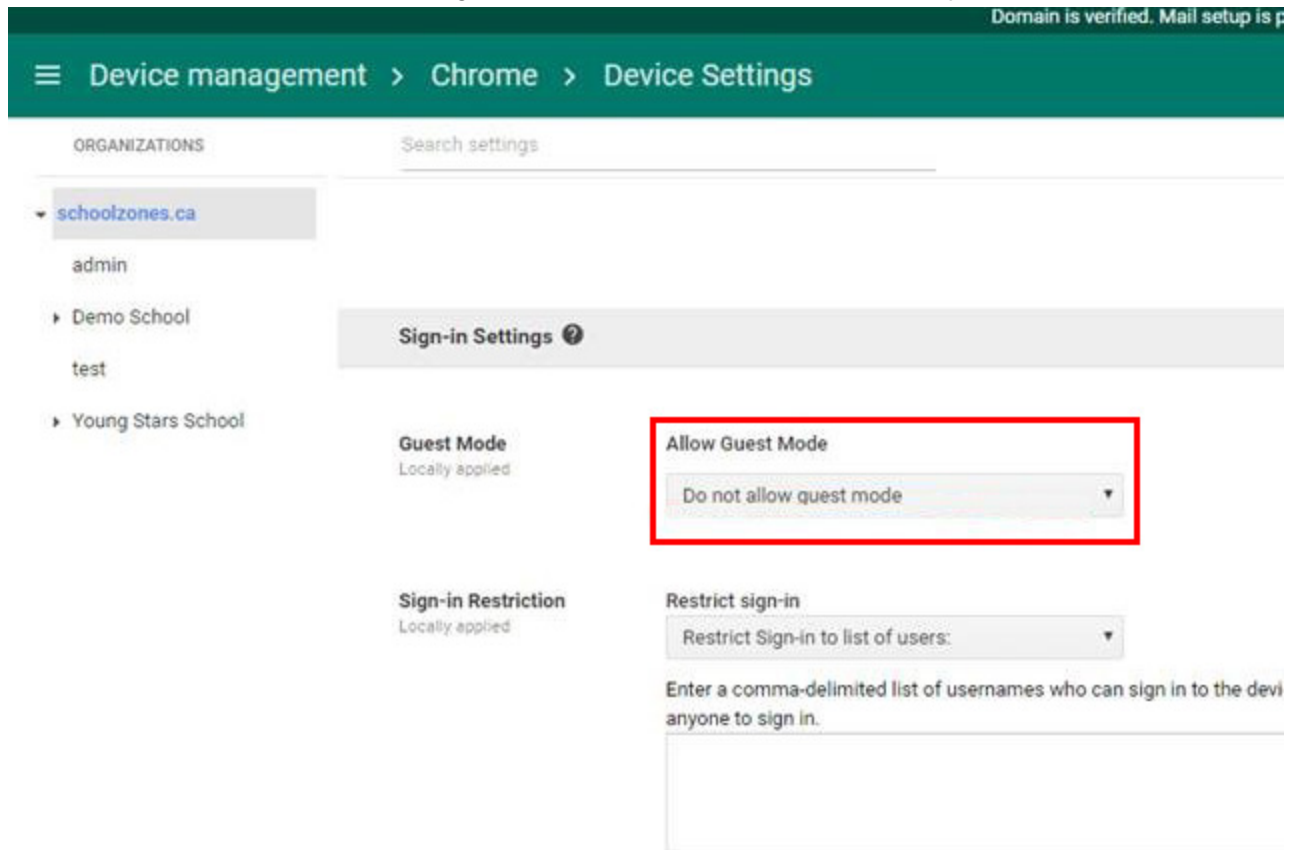 Domain is verified. Mail setup is p
Device management > Chrome > Device Settings
ORGANIZATIONS
Search settings
schoolzones.ca
admin
Demo School
test
Young Stars School
Sign-in Settings
Guest Mode
Locally applied
Allow Guest Mode
Do not allow guest mode
Sign-in Restriction
Locally applied
Restrict sign-in
Restrict Sign-in to list of users:
Enter a comma-delimited list of usernames who can sign in to the devi
anyone to sign in.